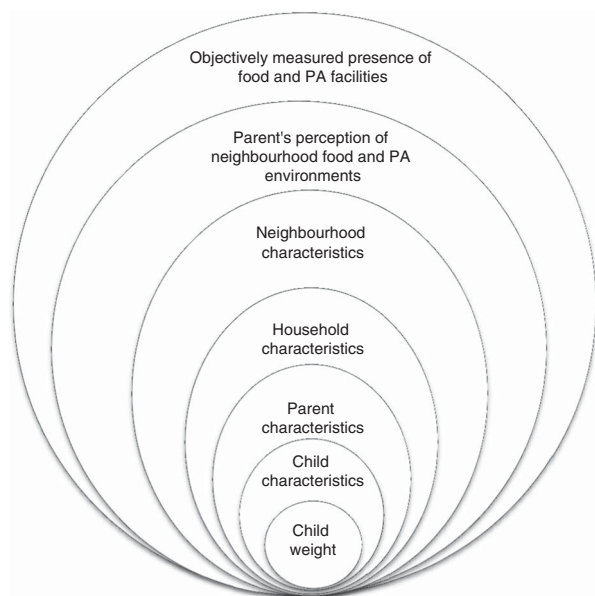 Objectively measured presence of
food and PA facilities
Parent's perception of
neighbourhood food and PA
environments
Neighbourhood
characteristics
Household
characteristics
Parent
characteristics
Child
characteristics
Child
weight